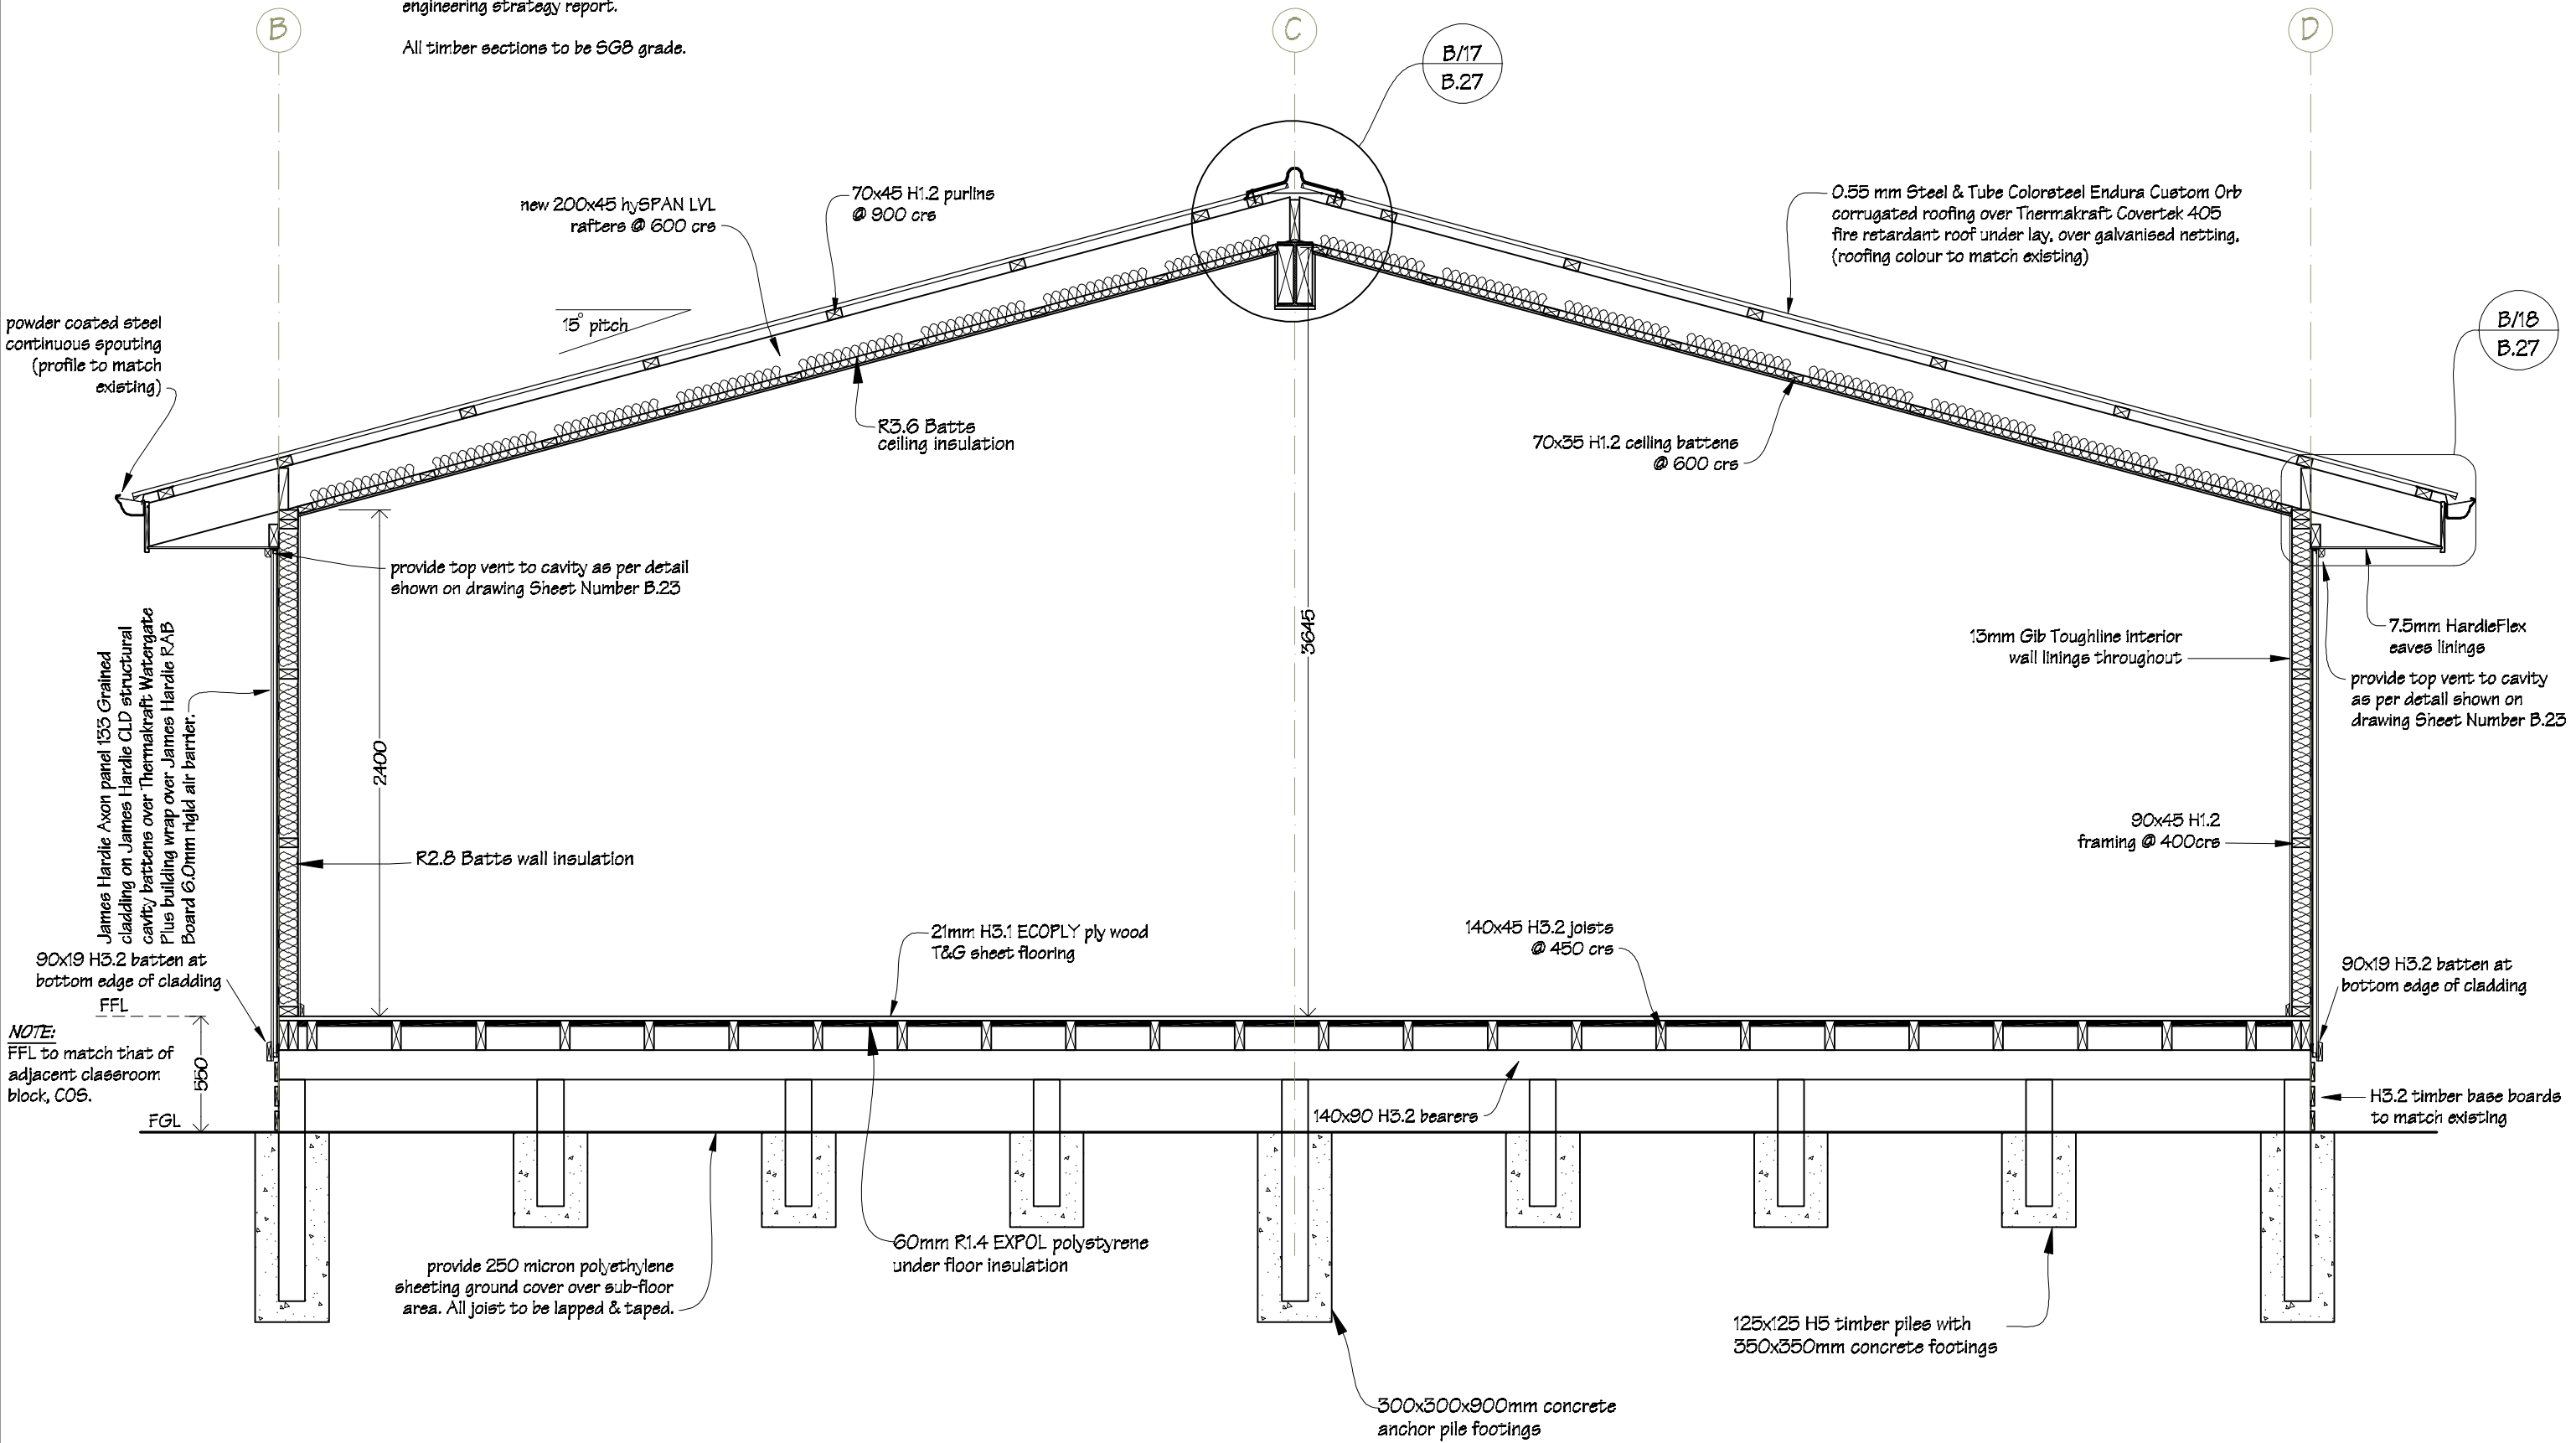 engineering strategy report.
All timber sections to be SG8 grade.
B
C
D
B/17
B.27
new 200x45 hySPAN LVL
rafters @ 600 crs
70x45 H1.2 purlins
@ 900 crs
0.55 mm Steel & Tube Colorsteel Endura Custom Orb
corrugated roofing over Thermakraft Covertek 405
fire retardant roof under lay, over galvanised netting.
(roofing colour to match existing)
15° pitch
powder coated steel
continuous spouting
(profile to match
existing)
B/18
B.27
R3.6 Batts
ceiling insulation
70x35 H1.2 ceiling battens
@ 600 crs
provide top vent to cavity as per detail
shown on drawing Sheet Number B.23
James Hardie Axon panel 133 Grained
cladding on James Hardie CLD structural
cavity battens over Thermakraft Watergate
Plus building wrap over James Hardie RAB
Board 6.0mm rigid air barrier.
2400
3645
13mm Gib Toughline interior
wall linings throughout
7.5mm HardieFlex
eaves linings
provide top vent to cavity
as per detail shown on
drawing Sheet Number B.23
R2.8 Batts wall insulation
90x45 H1.2
framing @ 400crs
21mm H3.1 ECOPLY ply wood
T&G sheet flooring
140x45 H3.2 joists
@ 450 crs
90x19 H3.2 batten at
bottom edge of cladding
90x19 H3.2 batten at
bottom edge of cladding
FFL
NOTE:
FFL to match that of
adjacent classroom
block, COS.
550
FGL
140x90 H3.2 bearers
H3.2 timber base boards
to match existing
60mm R1.4 EXPOL polystyrene
under floor insulation
provide 250 micron polyethylene
sheeting ground cover over sub-floor
area. All joist to be lapped & taped.
125x125 H5 timber piles with
350x350mm concrete footings
300x300x900mm concrete
anchor pile footings